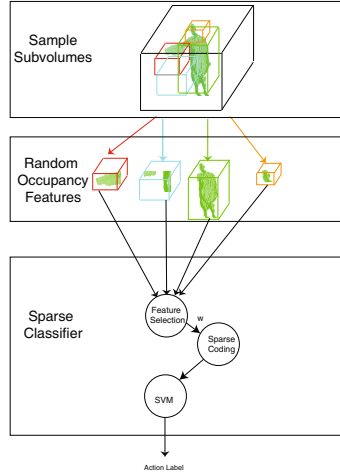 Sample
Subvolumes
Random
Occupancy
Features
Sparse
Classifier
Feature
Selection
w
Sparse
Coding
SVM
Action Label